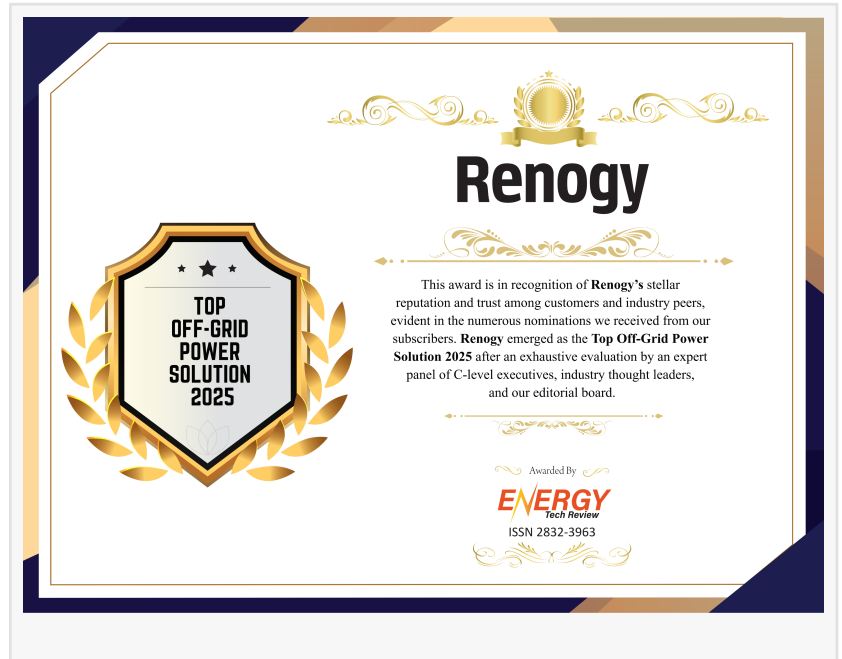 Renogy
This award is in recognition of Renogy’s stellar
reputation and trust among customers and industry peers,
evident in the numerous nominations we received from our
subscribers. Renogy emerged as the Top Off-Grid Power
Solution 2025 after an exhaustive evaluation by an expert
panel of C-level executives, industry thought leaders,
and our editorial board.
TOP
OFF-GRID
POWER
SOLUTION
2025
Awarded By
ENERGY
Tech Review
ISSN 2832-3963